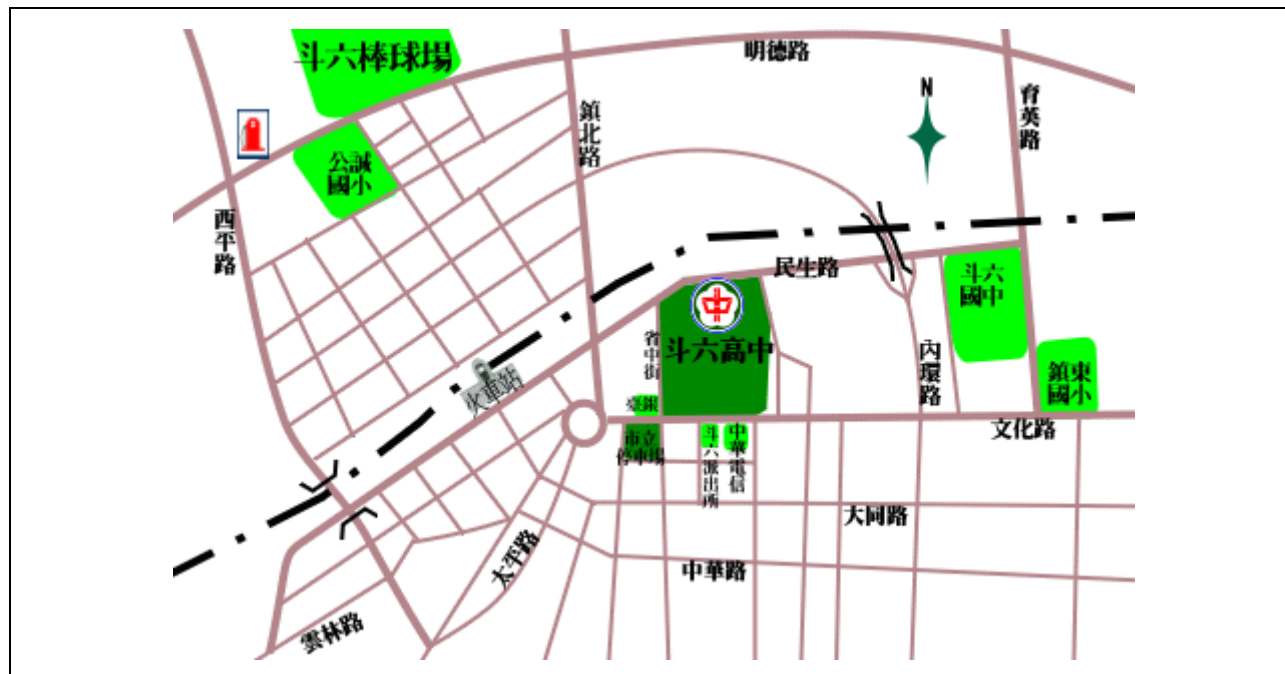 斗六棒球場
明德路
N
育英路
鎮北路
公誠
國小
西平路
民生路
斗六
國中
中
斗六高中
省中街
內環路
鎮東
國小
火車站
臺銀
文化路
市立
停車場
斗六派出所
中華電信
大同路
太平路
中華路
雲林路